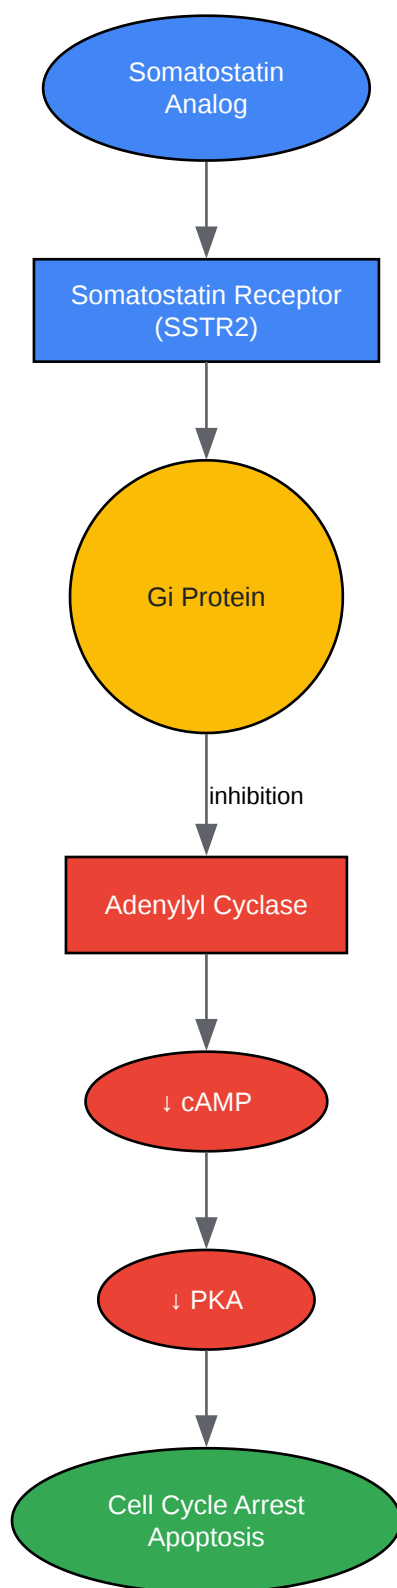 Somatostatin
Analog
Somatostatin Receptor
(SSTR2)
Gi Protein
inhibition
Adenylyl Cyclase
↓ cAMP
↓ PKA
Cell Cycle Arrest
Apoptosis